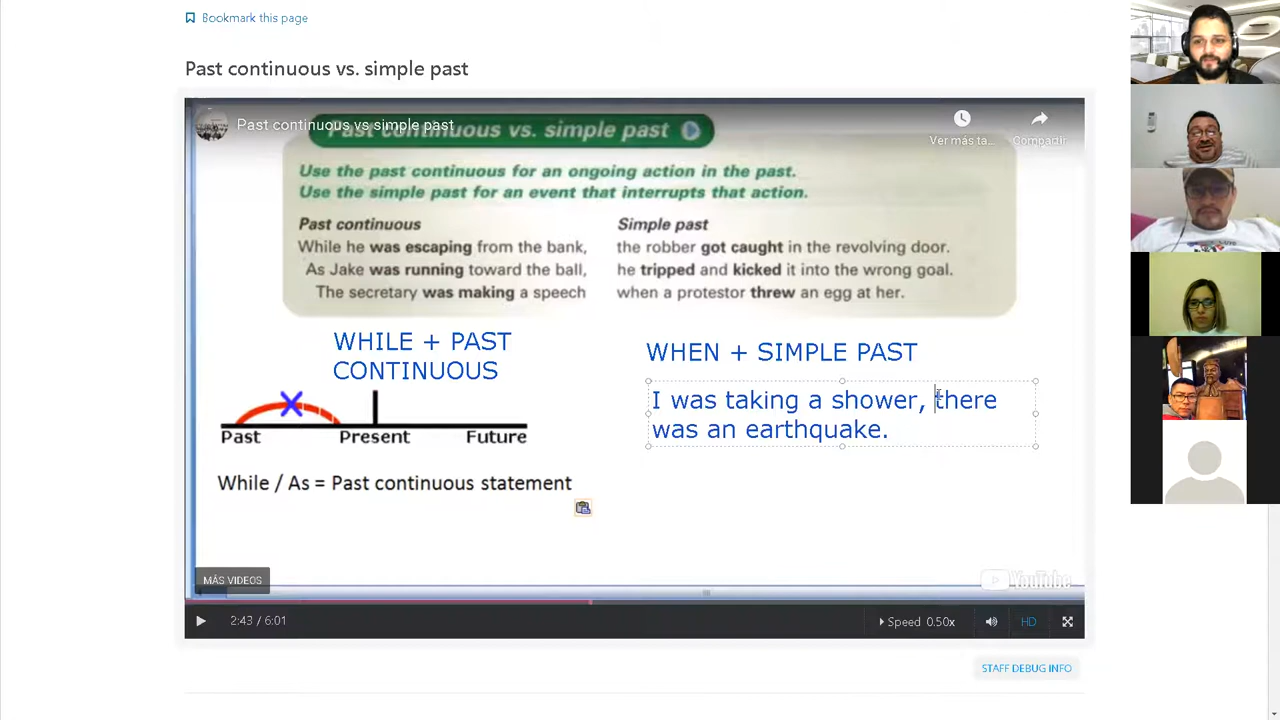 Bookmark this page
Past continuous vs. simple past
Past continuous vs simple past
Past continuous vs. simple past
Ver más ta...
Compartir
Use the past continuous for an ongoing action in the past.
Use the simple past for an event that interrupts that action.
Past continuous
Simple past
While he was escaping from the bank,
the robber got caught in the revolving door.
As Jake was running toward the ball,
he tripped and kicked it into the wrong goal.
The secretary was making a speech
when a protestor threw an egg at her.
WHILE + PAST
CONTINUOUS
WHEN + SIMPLE PAST
I was taking a shower, there
was an earthquake.
Past
Present
Future
While / As = Past continuous statement
MÁS VIDEOS
YouTube
2:43 / 6:01
Speed 0.50x
HD
STAFF DEBUG INFO